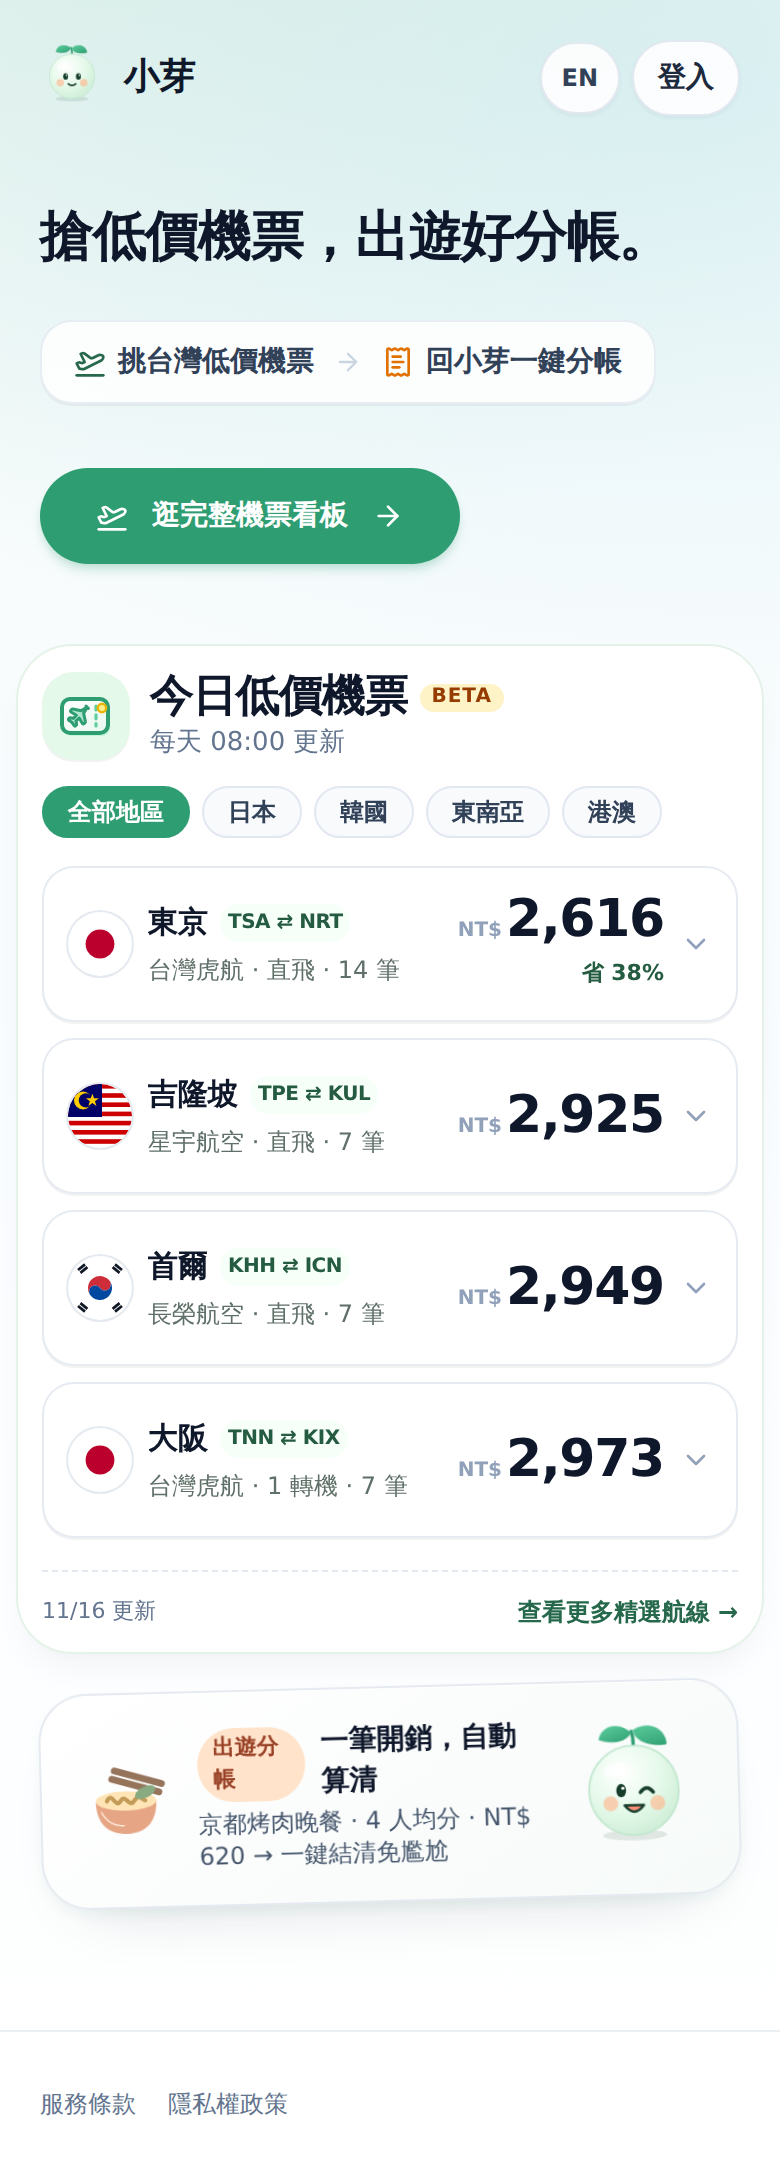 小芽
EN
登入
搶低價機票，出遊好分帳。
挑台灣低價機票 → 回小芽一鍵分帳
逛完整機票看板 →
今日低價機票 BETA
每天 08:00 更新
全部地區 日本 韓國 東南亞 港澳
東京 TSA ⇄ NRT
台灣虎航 · 直飛 · 14 筆
NT$ 2,616
省 38%
吉隆坡 TPE ⇄ KUL
星宇航空 · 直飛 · 7 筆
NT$ 2,925
首爾 KHH ⇄ ICN
長榮航空 · 直飛 · 7 筆
NT$ 2,949
大阪 TNN ⇄ KIX
台灣虎航 · 1 轉機 · 7 筆
NT$ 2,973
11/16 更新
查看更多精選航線 →
出遊分
帳
一筆開銷，自動
算清
京都烤肉晚餐 · 4 人均分 · NT$
620 → 一鍵結清免尷尬
服務條款 隱私權政策